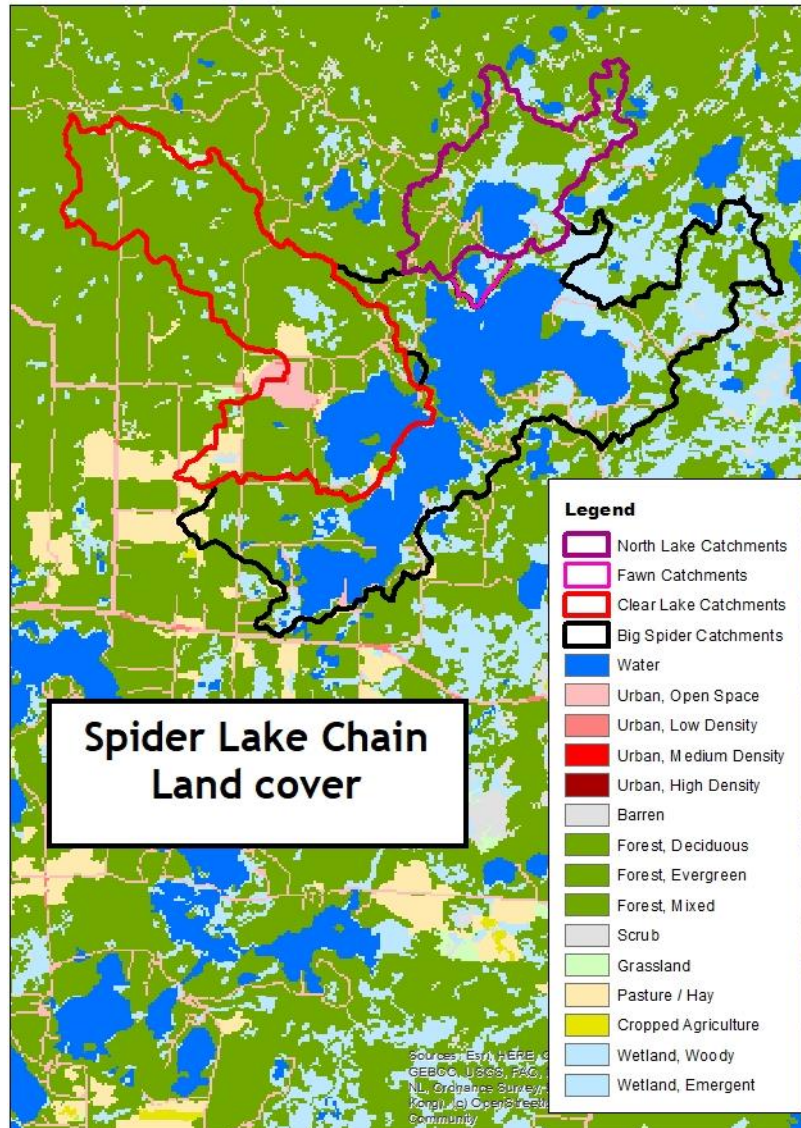 Spider Lake Chain
Land cover
Legend
North Lake Catchments
Fawn Catchments
Clear Lake Catchments
Big Spider Catchments
Water
Urban, Open Space
Urban, Low Density
Urban, Medium Density
Urban, High Density
Barren
Forest, Deciduous
Forest, Evergreen
Forest, Mixed
Scrub
Grassland
Pasture / Hay
Cropped Agriculture
Wetland, Woody
Wetland, Emergent
Sources: Esri, HERE,
GEBCO, USGS, FAO,
NL, Ordnance Survey,
Kong), (c)
Community